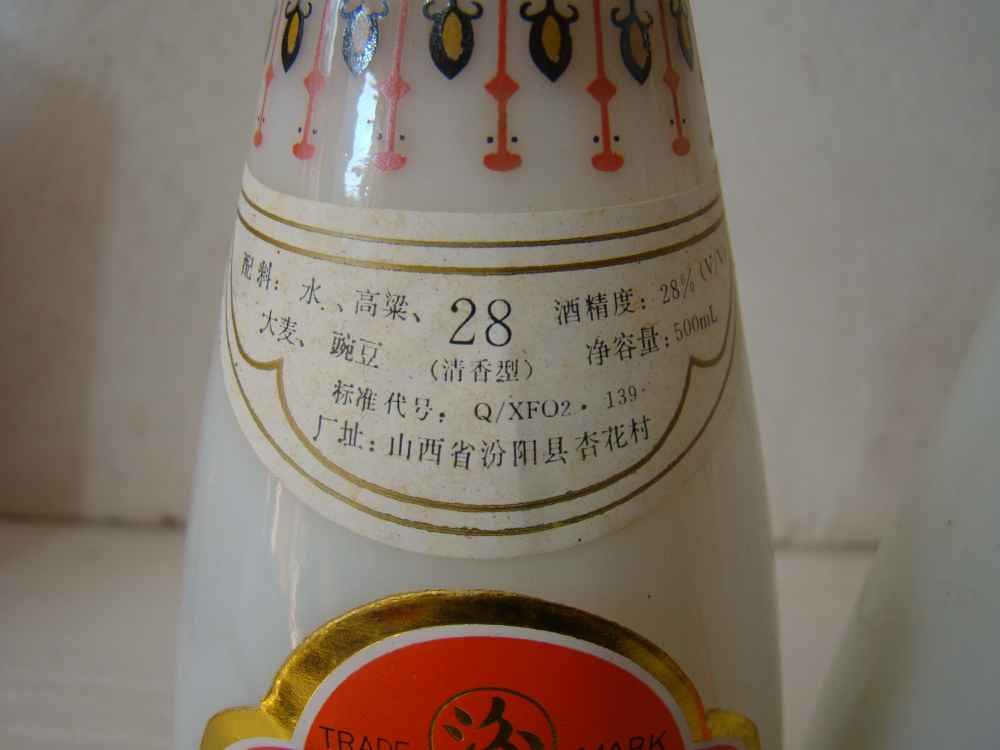 配料: 水、高粱、
大麦、豌豆
28
(清香型)
酒精度: 28%(V/V)
净容量: 500mL
标准代号: Q/XFO2·139-
厂址: 山西省汾阳县杏花村
TRADE 汾 MARK